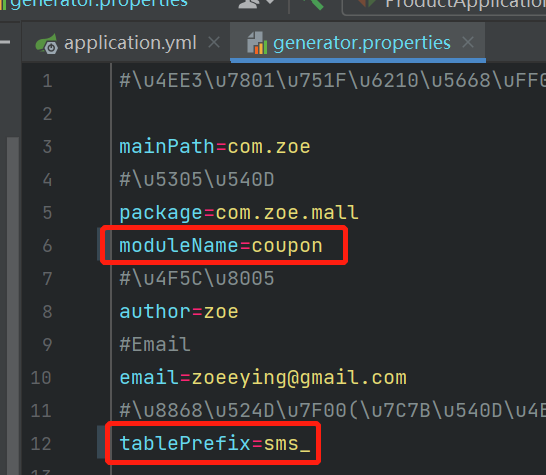 generator.properties
ProductApplication
application.yml
generator.properties
1 #\u4EE3\u7801\u751F\u6210\u5668\uFF0
2
3 mainPath=com.zoe
4 #\u5305\u540D
5 package=com.zoe.mall
6 moduleName=coupon
7 #\u4F5C\u8005
8 author=zoe
9 #Email
10 email=zoeeying@gmail.com
11 #\u8868\u524D\u7F00(\u7C7B\u540D\u4E
12 tablePrefix=sms_